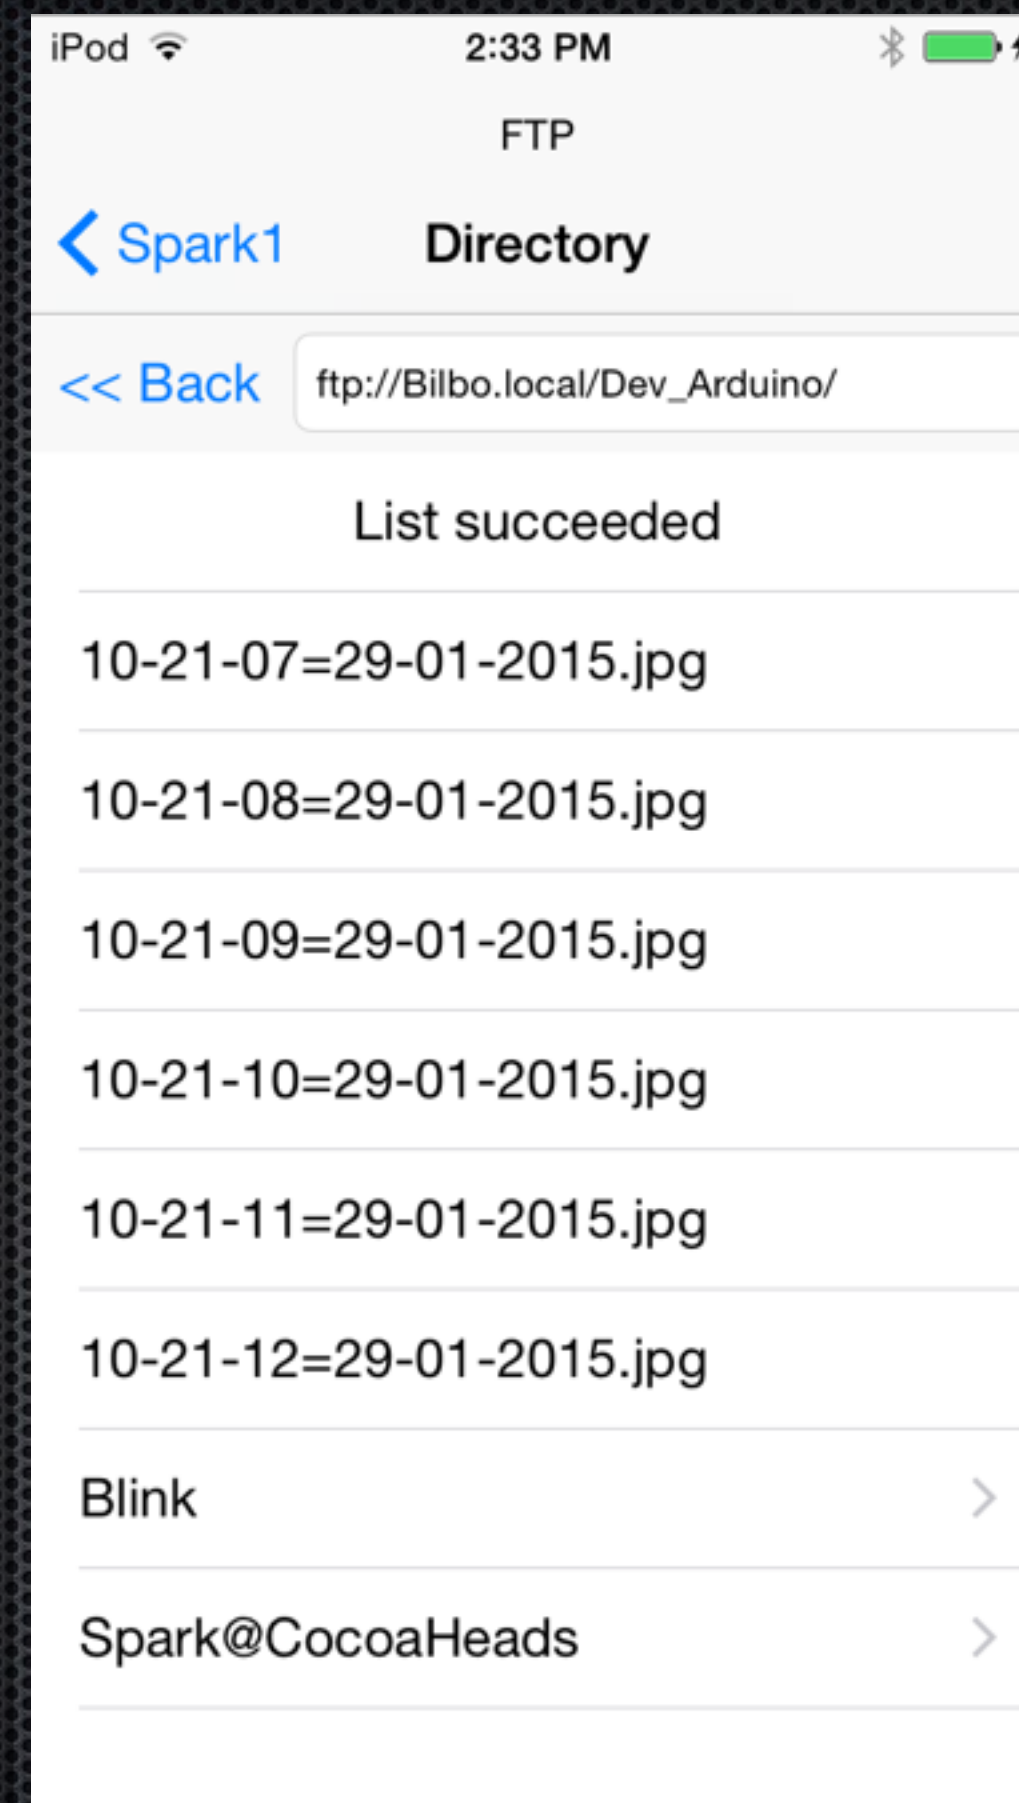 iPod 2:33 PM
FTP
Spark1 Directory
<< Back ftp://Bilbo.local/Dev_Arduino/
List succeeded
10-21-07=29-01-2015.jpg
10-21-08=29-01-2015.jpg
10-21-09=29-01-2015.jpg
10-21-10=29-01-2015.jpg
10-21-11=29-01-2015.jpg
10-21-12=29-01-2015.jpg
Blink
Spark@CocoaHeads